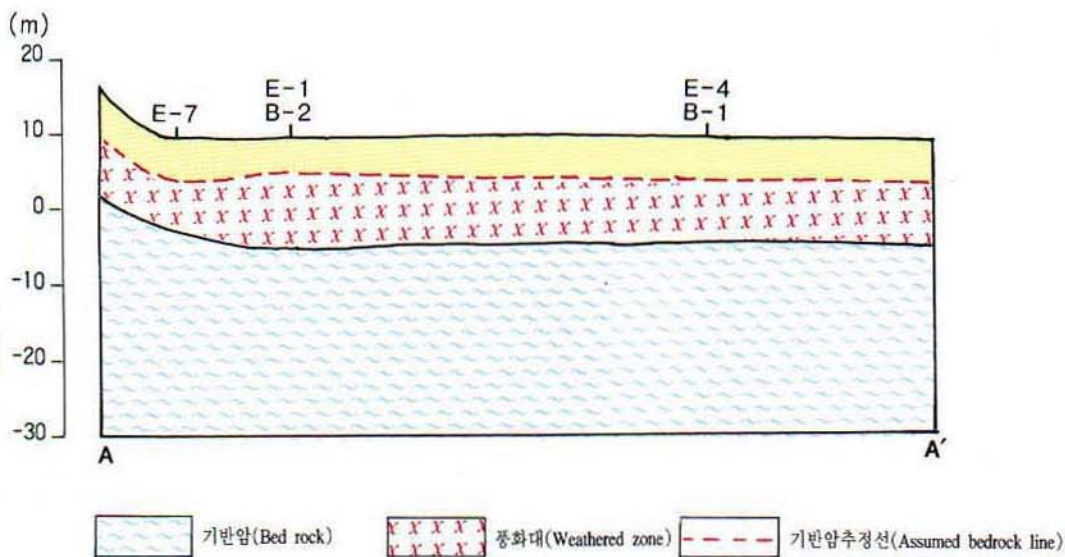 (m)
20
10
0
-10
-20
-30
E-7
E-1
B-2
E-4
B-1
A
A′
기반암(Bed rock)
풍화대(Weathered zone)
기반암추정선(Assumed bedrock line)